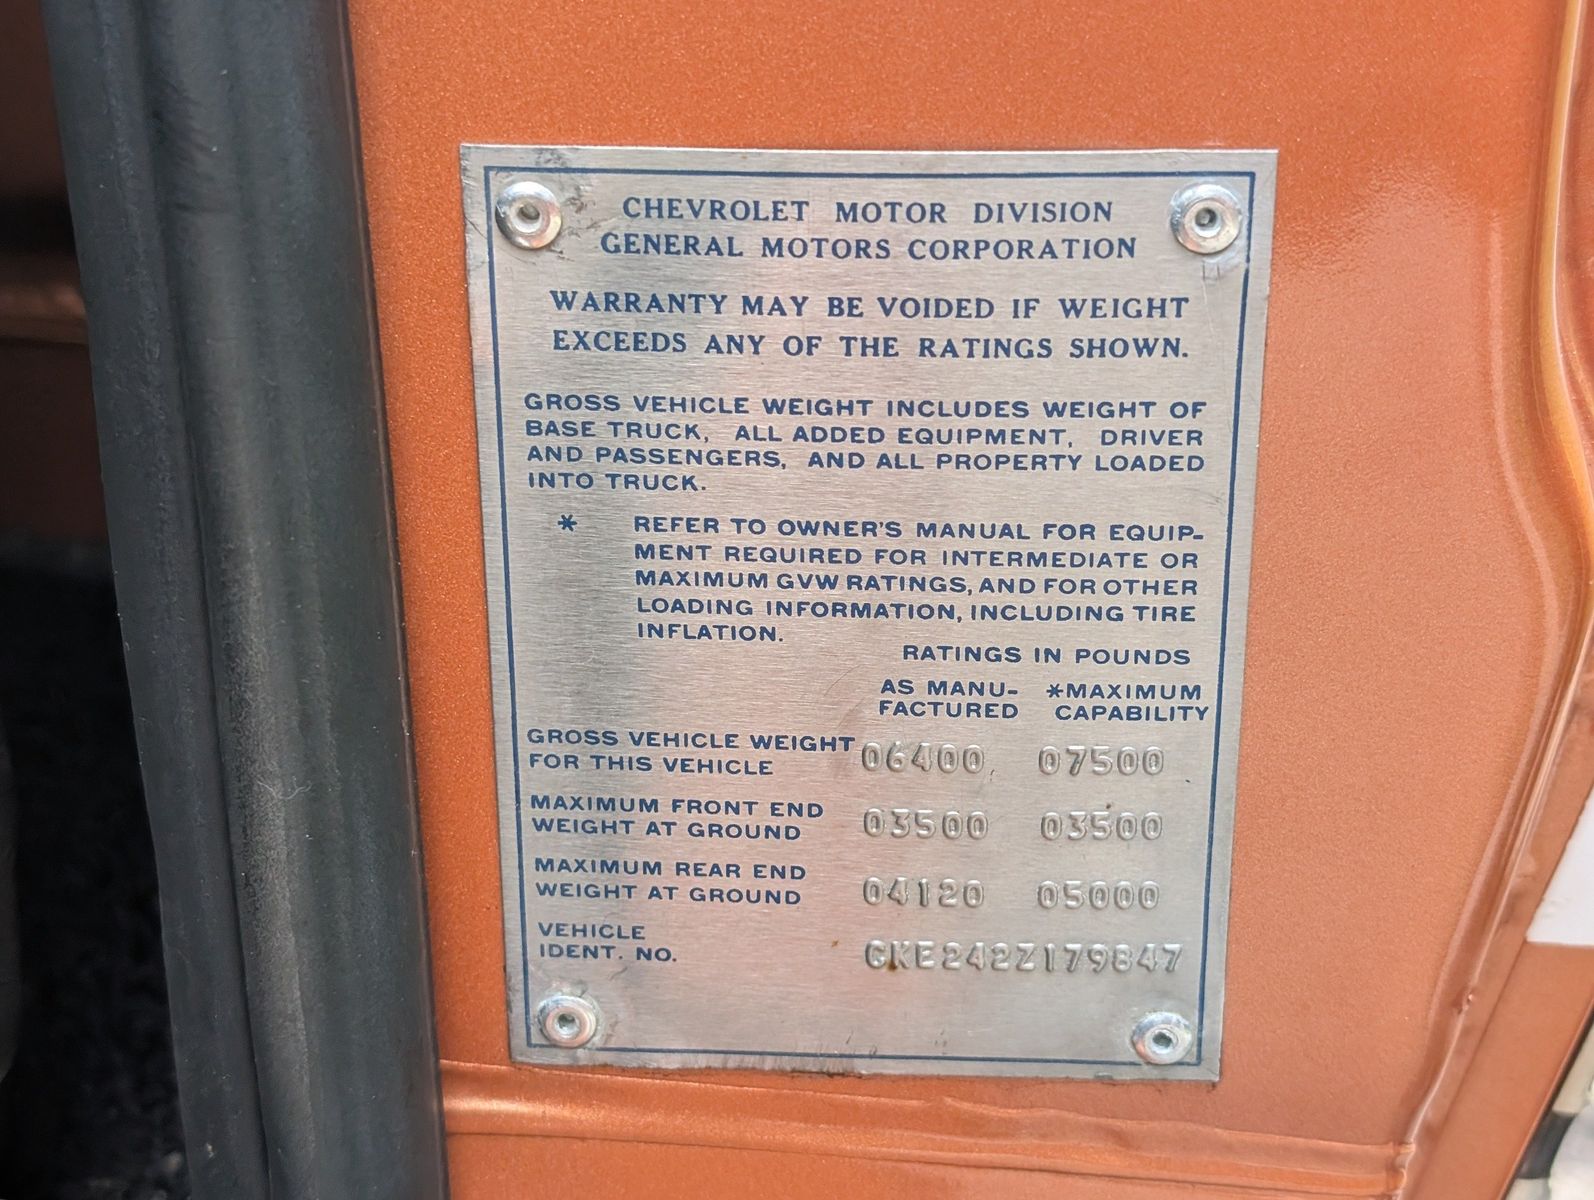 CHEVROLET MOTOR DIVISION
GENERAL MOTORS CORPORATION
WARRANTY MAY BE VOIDED IF WEIGHT
EXCEEDS ANY OF THE RATINGS SHOWN.
GROSS VEHICLE WEIGHT INCLUDES WEIGHT OF
BASE TRUCK, ALL ADDED EQUIPMENT, DRIVER
AND PASSENGERS, AND ALL PROPERTY LOADED
INTO TRUCK.
* REFER TO OWNER'S MANUAL FOR EQUIP-
MENT REQUIRED FOR INTERMEDIATE OR
MAXIMUM GVW RATINGS, AND FOR OTHER
LOADING INFORMATION, INCLUDING TIRE
INFLATION.
RATINGS IN POUNDS
AS MANU- *MAXIMUM
FACTURED CAPABILITY
GROSS VEHICLE WEIGHT
FOR THIS VEHICLE 06400 07500
MAXIMUM FRONT END
WEIGHT AT GROUND 03500 03500
MAXIMUM REAR END
WEIGHT AT GROUND 04120 05000
VEHICLE
IDENT. NO. CKE242Z179847